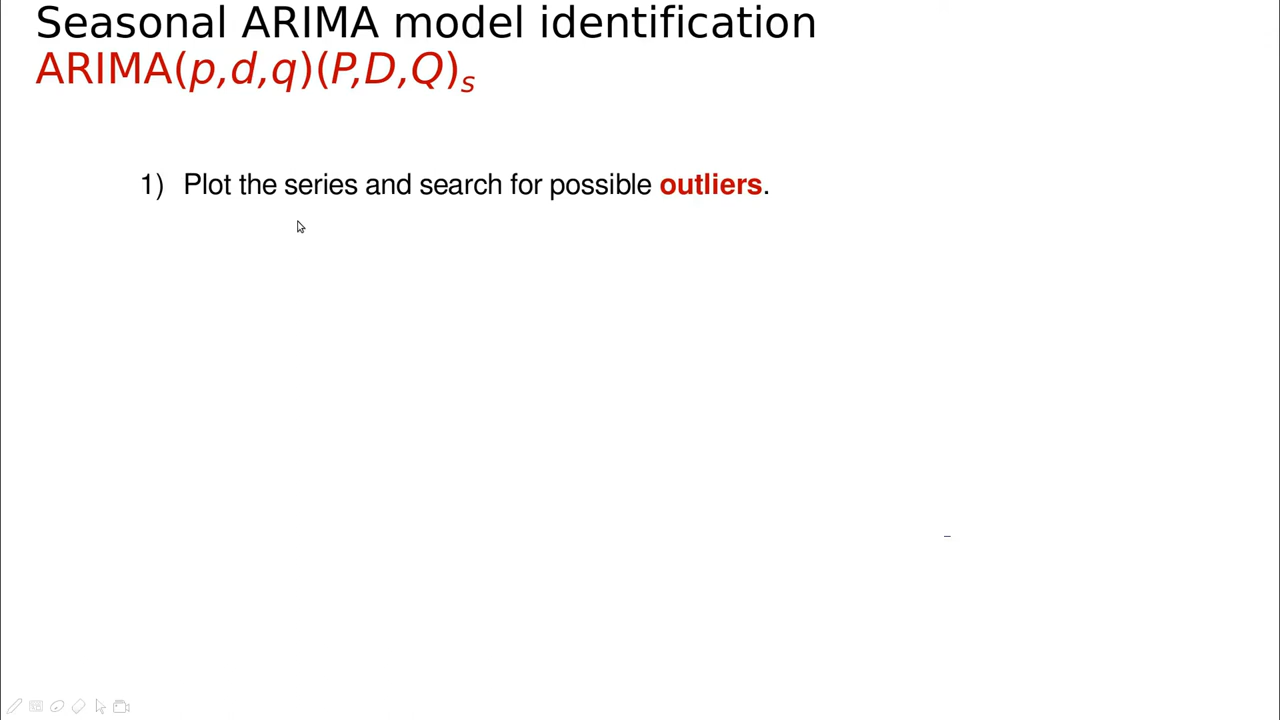 Seasonal ARIMA model identification
ARIMA(p,d,q)(P,D,Q)s
1) Plot the series and search for possible outliers.